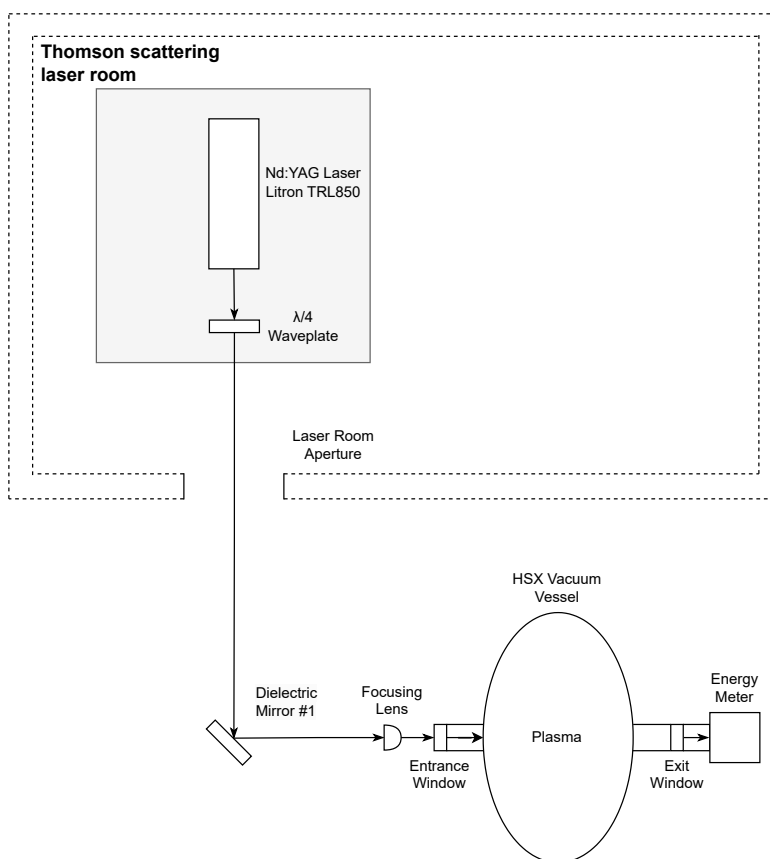 Thomson scattering
laser room
Nd:YAG Laser
Litron TRL850
λ/4
Waveplate
Laser Room
Aperture
HSX Vacuum
Vessel
Dielectric
Mirror #1
Focusing
Lens
Energy
Meter
Plasma
Entrance
Window
Exit
Window